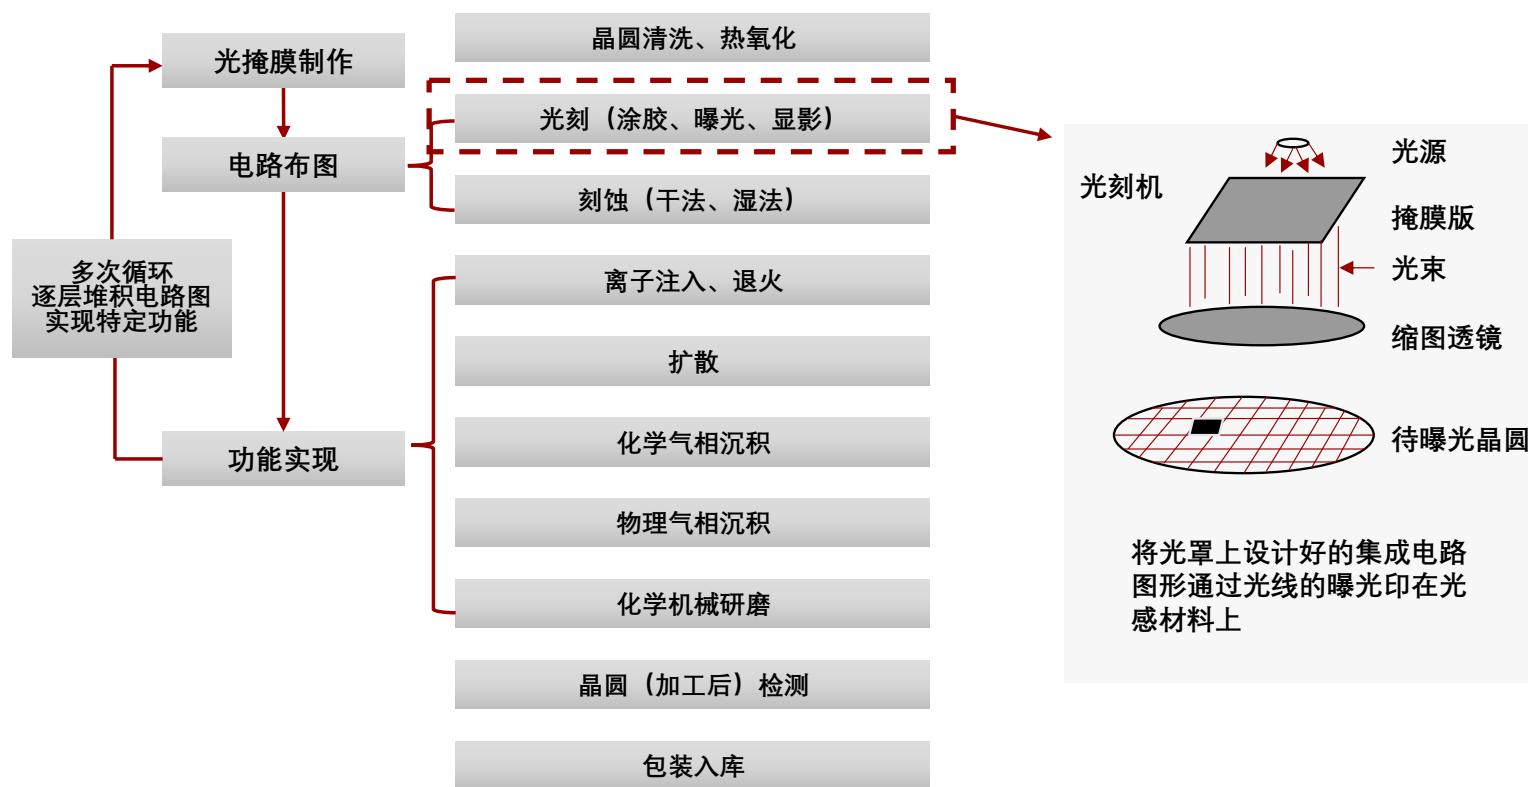 光掩膜制作
电路布图
多次循环
逐层堆积电路图
实现特定功能
功能实现
晶圆清洗、热氧化
光刻（涂胶、曝光、显影）
刻蚀（干法、湿法）
离子注入、退火
扩散
化学气相沉积
物理气相沉积
化学机械研磨
晶圆（加工后）检测
包装入库
光刻机
光源
掩膜版
光束
缩图透镜
待曝光晶圆
将光罩上设计好的集成电路
图形通过光线的曝光印在光
感材料上